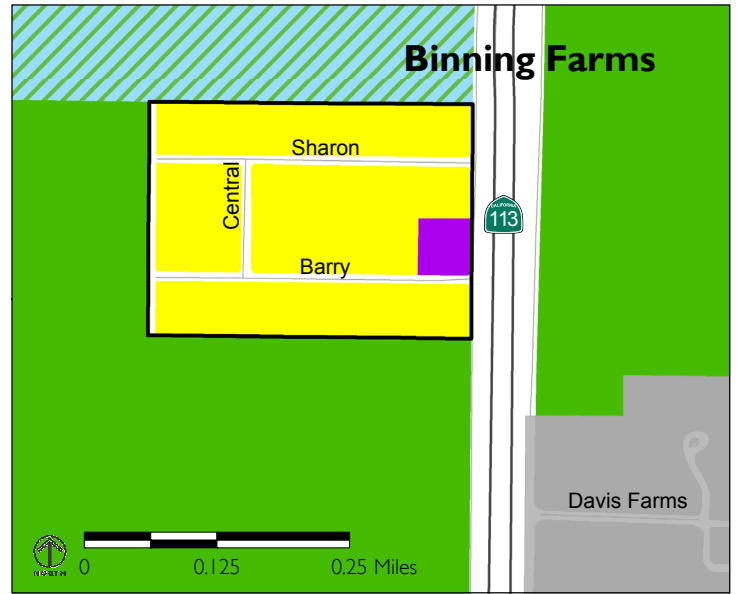 Binning Farms
Sharon
Central
CALIFORNIA
113
Barry
Davis Farms
NORTH
0 0.125 0.25 Miles